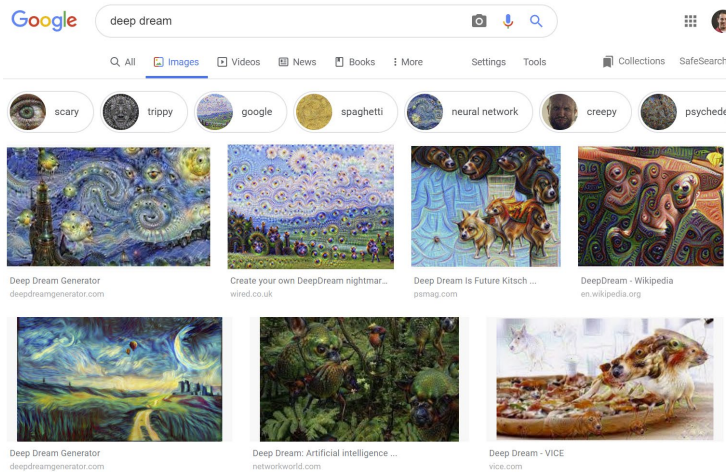 Google deep dream
All Images Videos News Books More Settings Tools Collections SafeSearch
scary trippy google spaghetti neural network creepy psychede
Deep Dream Generator
deepdreamgenerator.com
Create your own DeepDream nightmar...
wired.co.uk
Deep Dream Is Future Kitsch ...
psmag.com
DeepDream - Wikipedia
en.wikipedia.org
Deep Dream Generator
deepdreamgenerator.com
Deep Dream: Artificial intelligence ...
networkworld.com
Deep Dream - VICE
vice.com